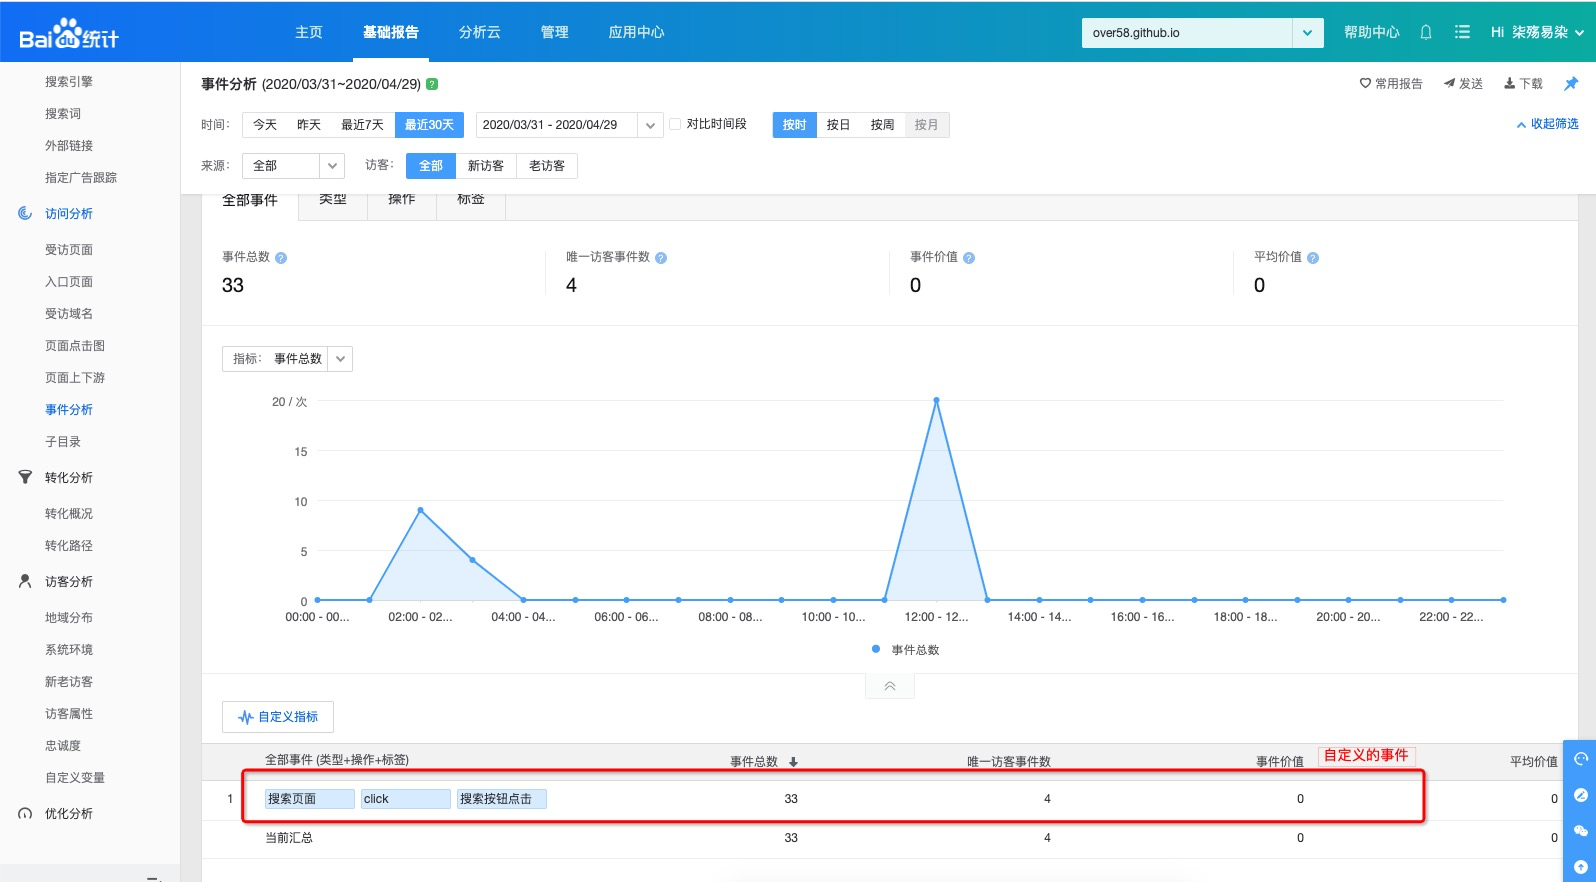 Bai du 统计
主页 基础报告 分析云 管理 应用中心 over58.github.io 帮助中心 Hi 柒殇易染
搜索引擎
搜索词
外部链接
指定广告跟踪
访问分析
受访页面
入口页面
受访域名
页面点击图
页面上下游
事件分析
子目录
转化分析
转化概况
转化路径
访客分析
地域分布
系统环境
新老访客
访客属性
忠诚度
自定义变量
优化分析
事件分析 (2020/03/31~2020/04/29) ?
常用报告 发送 下载
时间: 今天 昨天 最近7天 最近30天 2020/03/31 - 2020/04/29 对比时间段 按时 按日 按周 按月 收起筛选
来源: 全部 访客: 全部 新访客 老访客
全部事件 类型 操作 标签
事件总数 ? 唯一访客事件数 ? 事件价值 ? 平均价值 ?
33 4 0 0
指标: 事件总数
20 / 次
15
10
5
0
00:00 - 00... 02:00 - 02... 04:00 - 04... 06:00 - 06... 08:00 - 08... 10:00 - 10... 12:00 - 12... 14:00 - 14... 16:00 - 16... 18:00 - 18... 20:00 - 20... 22:00 - 22...
事件总数
自定义指标
全部事件 (类型+操作+标签) 事件总数 唯一访客事件数 事件价值 自定义的事件 平均价值
1 搜索页面 click 搜索按钮点击 33 4 0 0
当前汇总 33 4 0 0